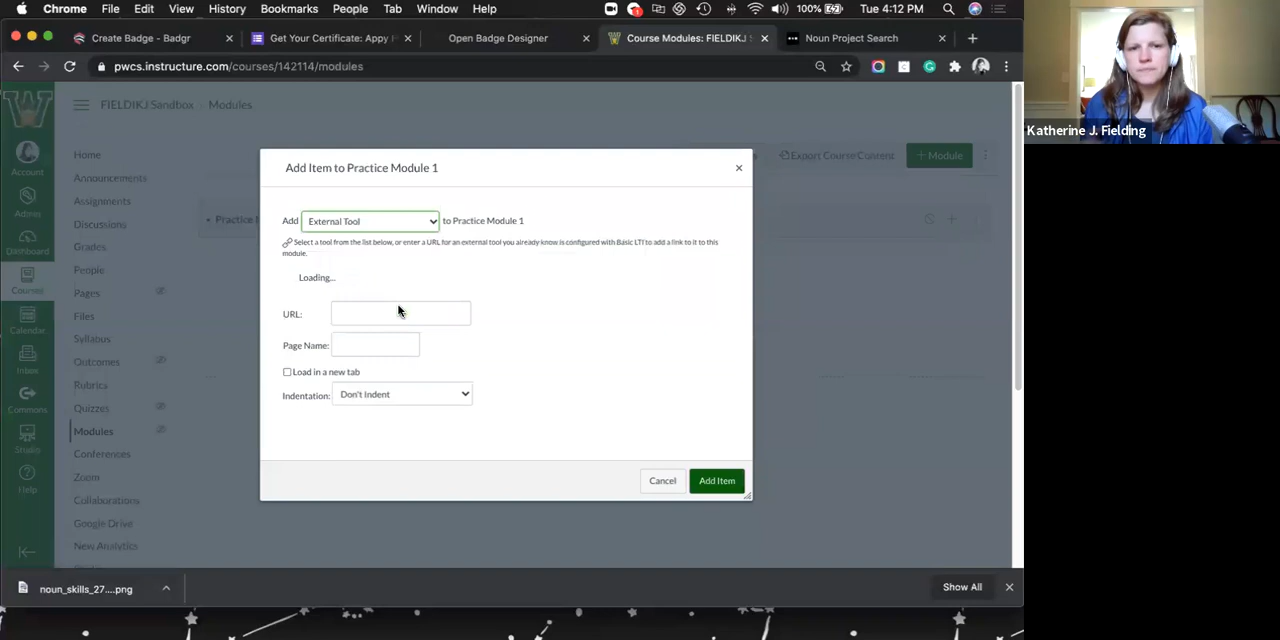 Chrome File Edit View History Bookmarks People Tab Window Help 100% Tue 4:12 PM
Create Badge - Badgr Get Your Certificate: Appy H Open Badge Designer Course Modules: FIELDIKJ S Noun Project Search
pwcs.instructure.com/courses/142114/modules
FIELDIKJ Sandbox Modules
Katherine J. Fielding
Home
Export Course Content
+ Module
Add Item to Practice Module 1
Account
Announcements
Admin
Assignments
Practice
Add External Tool to Practice Module 1
Discussions
Select a tool from the list below, or enter a URL for an external tool you already know is configured with Basic LTI to add a link to it to this
module.
Dashboard
Grades
People
Loading...
Courses
Pages
URL:
Files
Calendar
Syllabus
Page Name:
Inbox
Outcomes
Load in a new tab
Rubrics
Indentation: Don't Indent
Commons
Quizzes
Modules
Studio
Conferences
Zoom
Help
Cancel Add Item
Collaborations
Google Drive
New Analytics
noun_skills_27....png
Show All